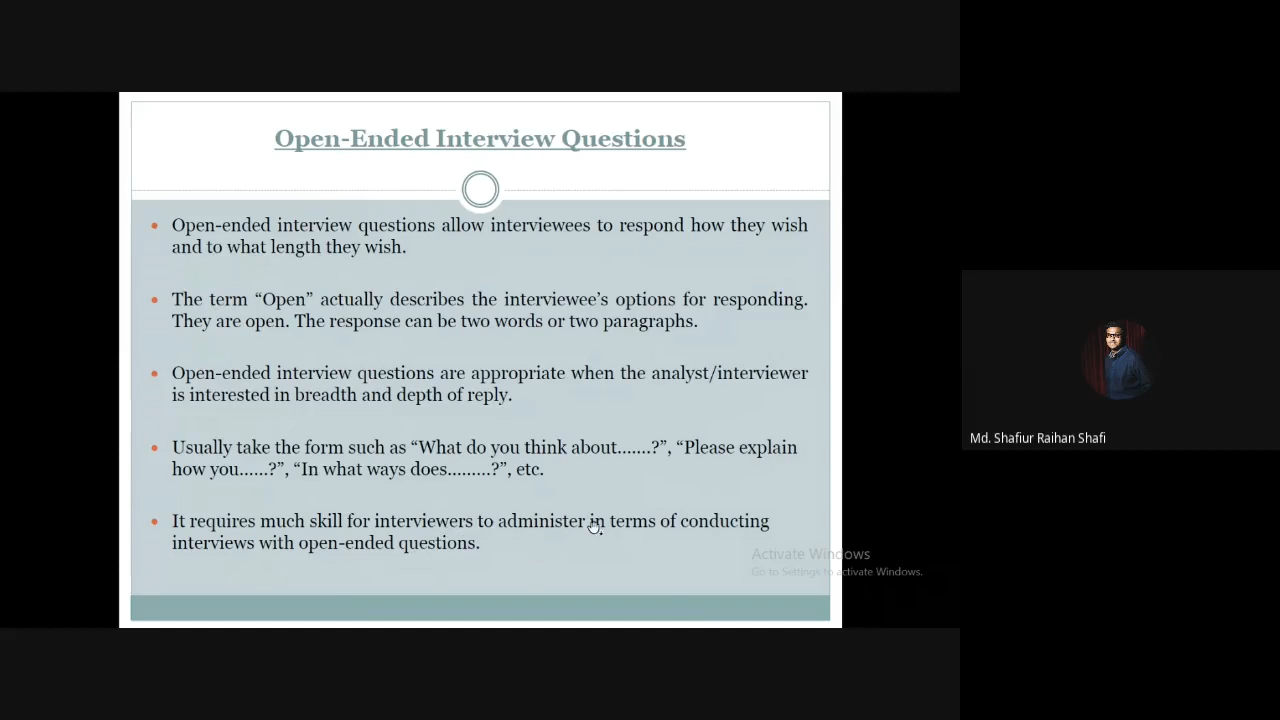 Open-Ended Interview Questions
• Open-ended interview questions allow interviewees to respond how they wish
and to what length they wish.
• The term “Open” actually describes the interviewee’s options for responding.
They are open. The response can be two words or two paragraphs.
• Open-ended interview questions are appropriate when the analyst/interviewer
is interested in breadth and depth of reply.
• Usually take the form such as “What do you think about.......?”, “Please explain
how you......?”, “In what ways does.........?”, etc.
• It requires much skill for interviewers to administer in terms of conducting
interviews with open-ended questions.
Activate Windows
Go to Settings to activate Windows.
Md. Shafiur Raihan Shafi